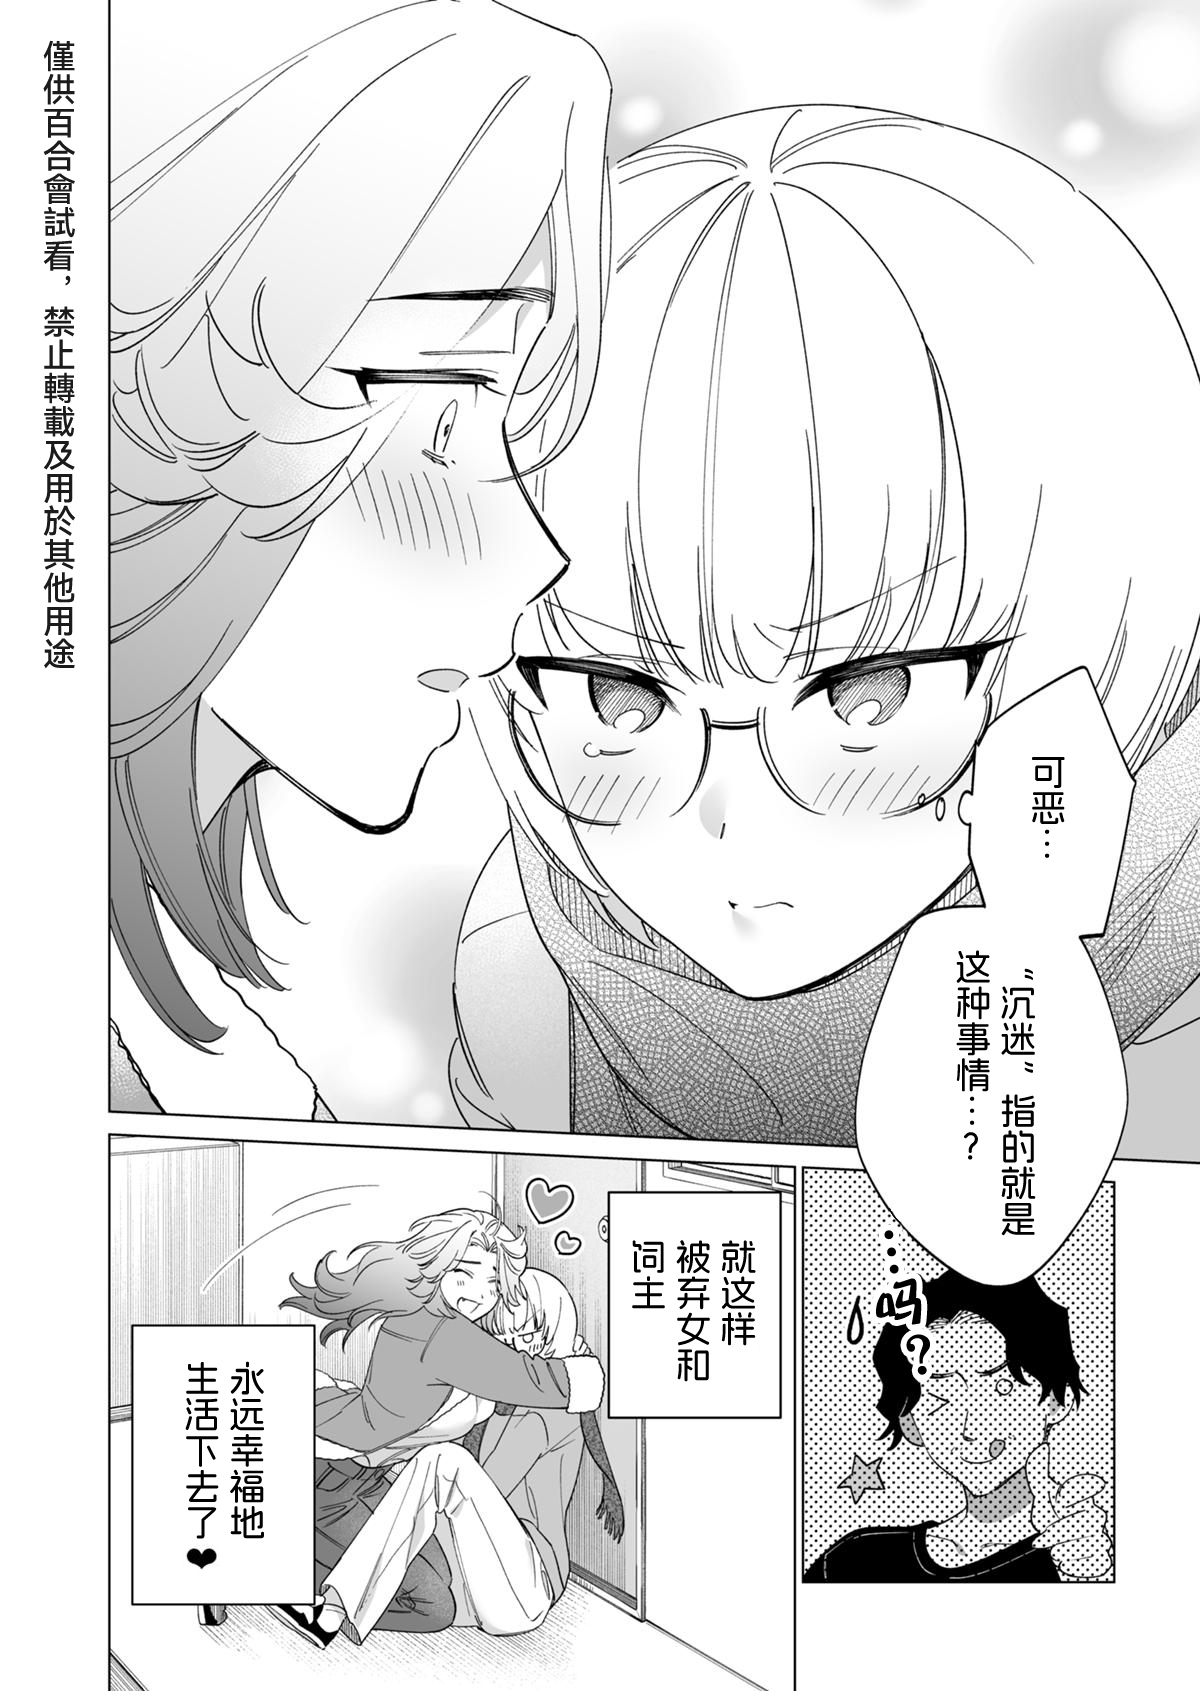 僅供百合會試看，禁止轉載及用於其他用途
可恶…
“沉迷”指的就是
这种事情…？
…吗？
就这样
被弃女和
饲主
永远幸福地
生活下去了❤